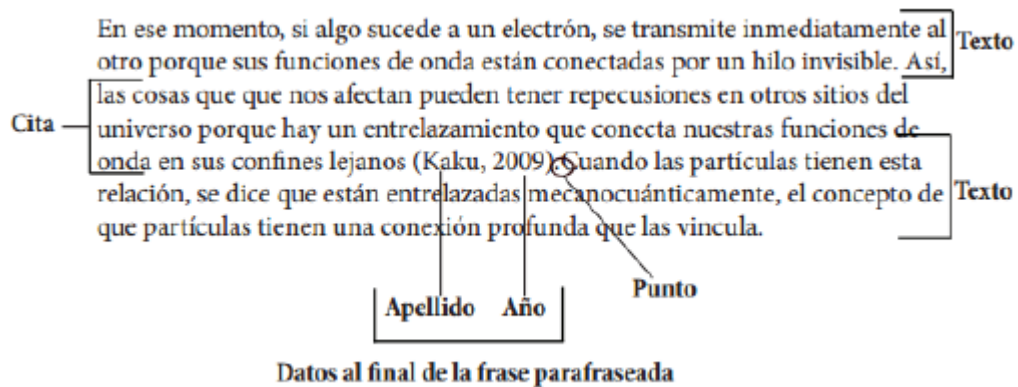 En ese momento, si algo sucede a un electrón, se transmite inmediatamente al
otro porque sus funciones de onda están conectadas por un hilo invisible. Así,
Texto
las cosas que que nos afectan pueden tener repecusiones en otros sitios del
Cita
universo porque hay un entrelazamiento que conecta nuestras funciones de
onda en sus confines lejanos (Kaku, 2009). Cuando las partículas tienen esta
relación, se dice que están entrelazadas mecanocuánticamente, el concepto de
Texto
que partículas tienen una conexión profunda que las vincula.
Punto
Apellido Año
Datos al final de la frase parafraseada